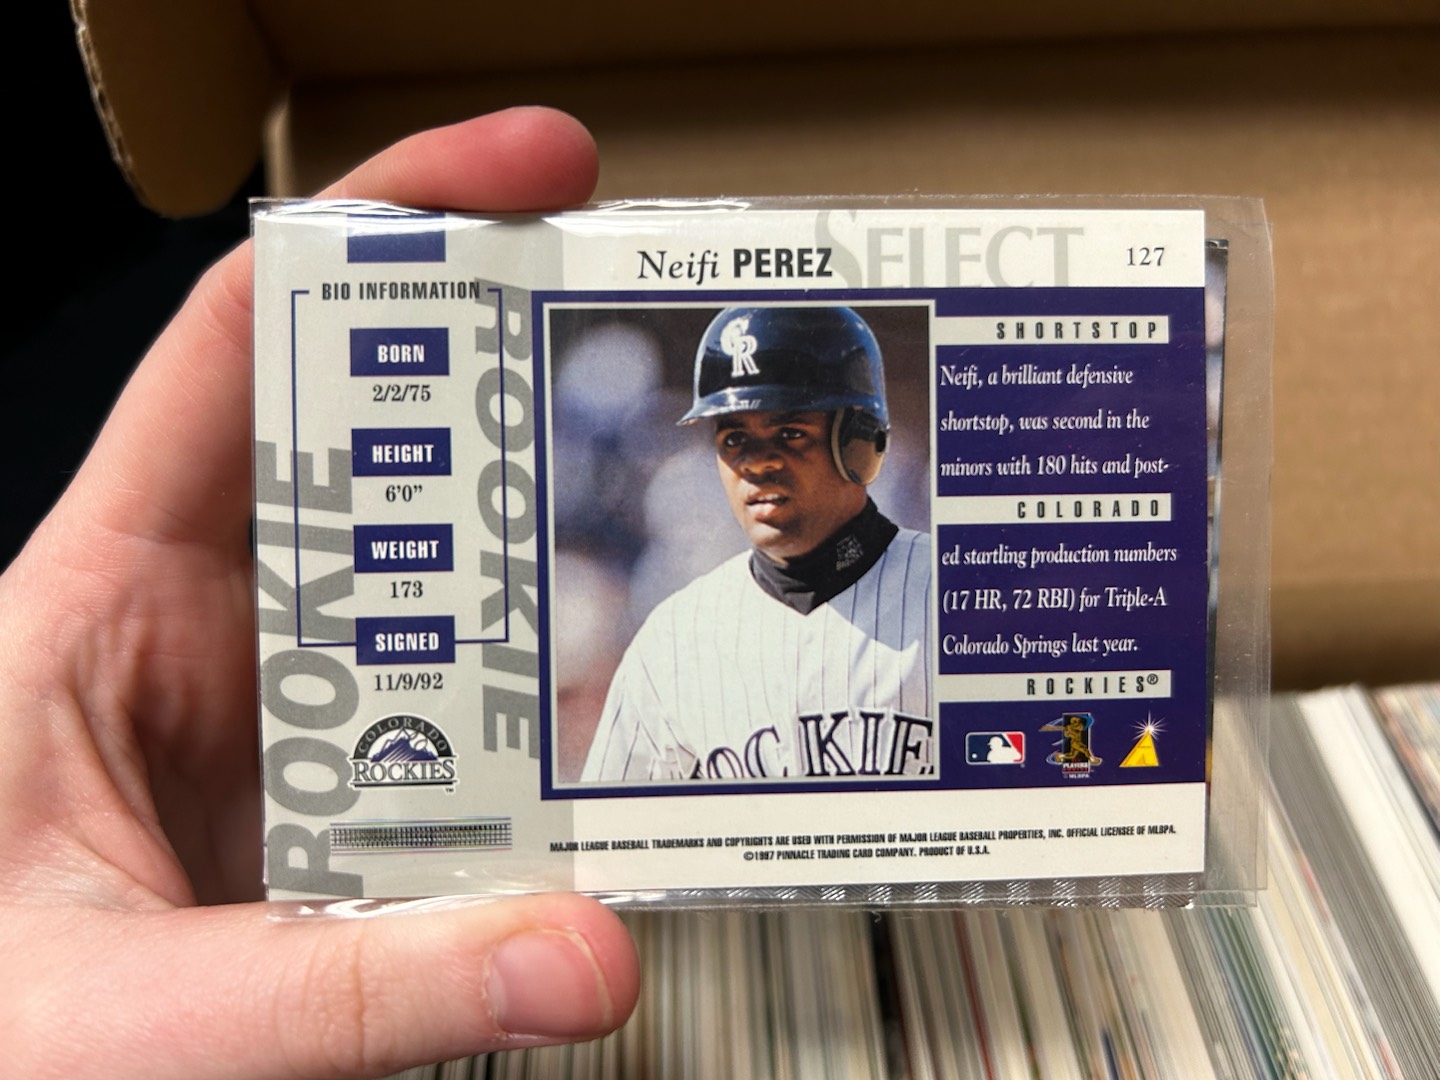 SELECT
Neifi PEREZ
127
BIO INFORMATION
BORN
2/2/75
HEIGHT
6'0"
WEIGHT
173
SIGNED
11/9/92
ROOKIE
ROOKIE
COLORADO
ROCKIES
TM
CR
ROCKIE
SHORTSTOP
Neifi, a brilliant defensive
shortstop, was second in the
minors with 180 hits and post-
COLORADO
ed startling production numbers
(17 HR, 72 RBI) for Triple-A
Colorado Springs last year.
ROCKIES®
PLAYERS
MLBPA
MAJOR LEAGUE BASEBALL TRADEMARKS AND COPYRIGHTS ARE USED WITH PERMISSION OF MAJOR LEAGUE BASEBALL PROPERTIES, INC. OFFICIAL LICENSEE OF MLBPA.
©1997 PINNACLE TRADING CARD COMPANY. PRODUCT OF U.S.A.